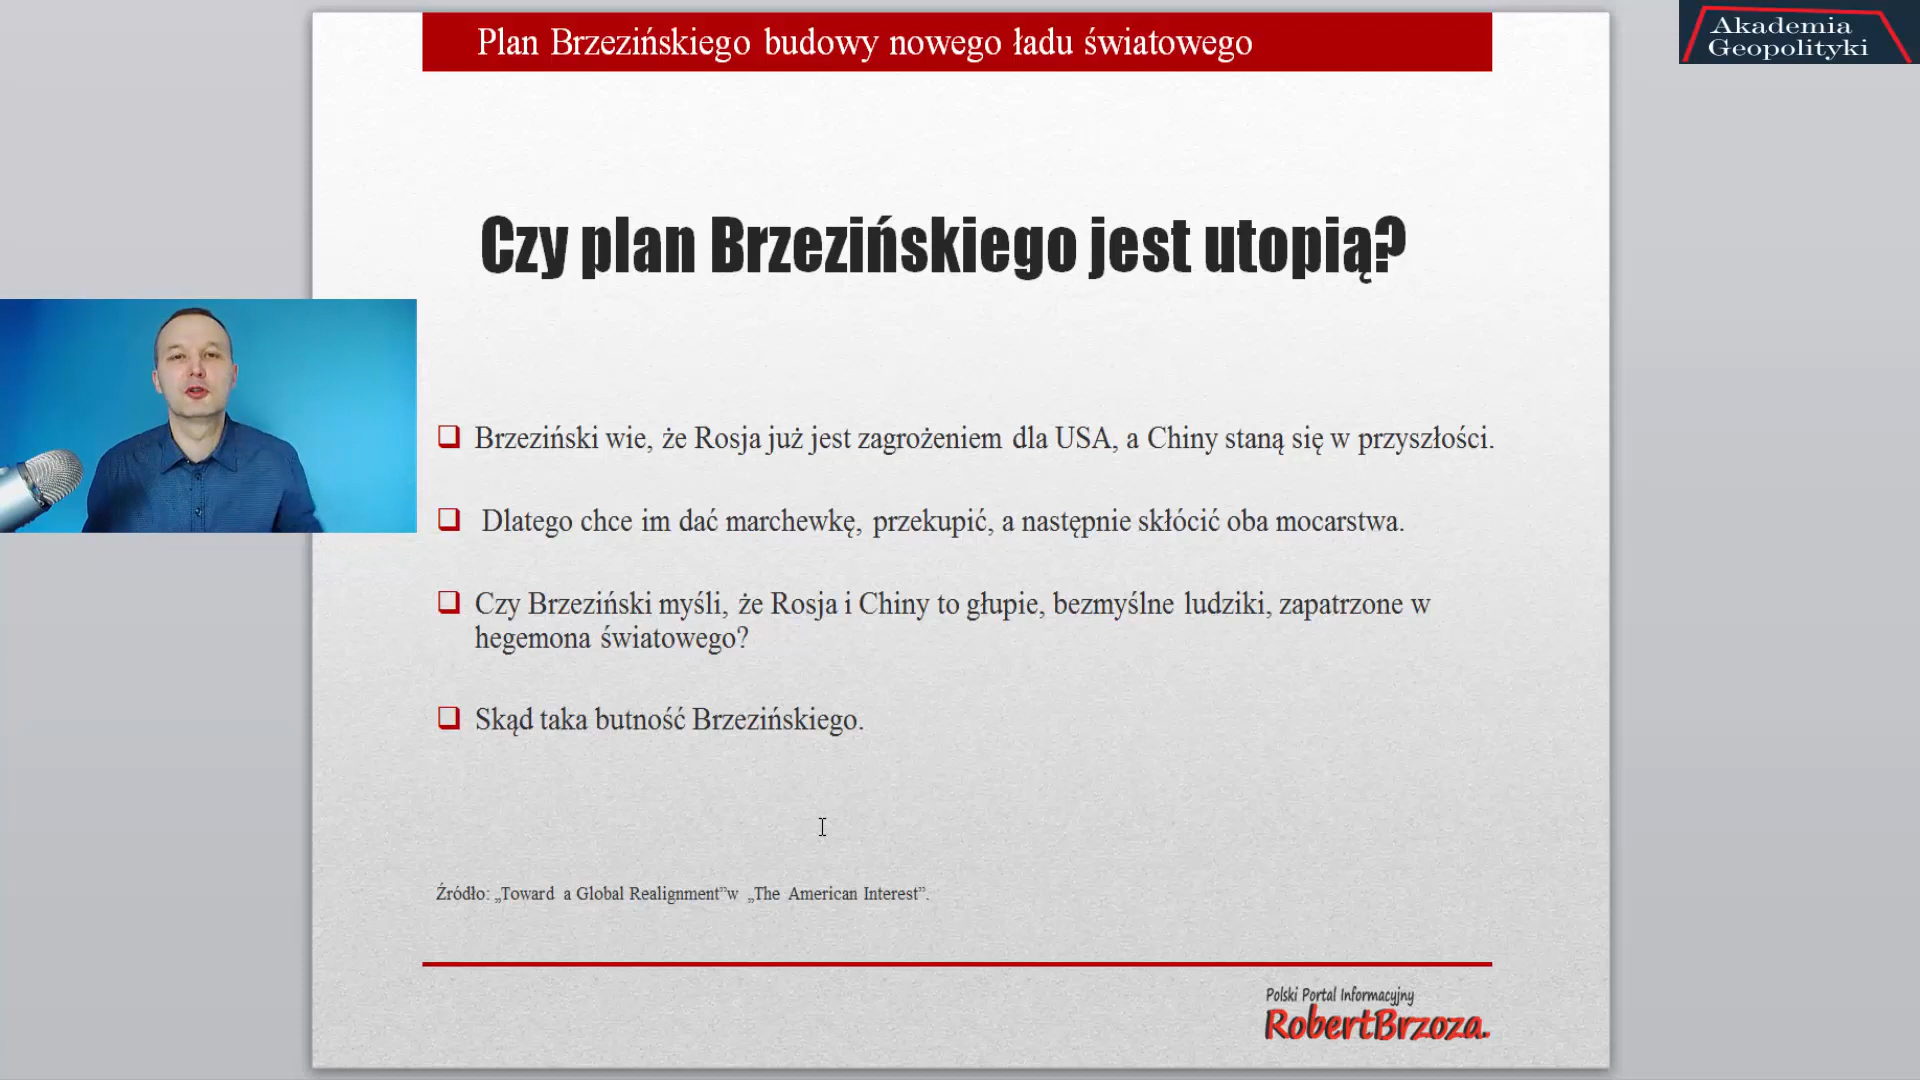 Plan Brzezińskiego budowy nowego ładu światowego
Akademia
Geopolityki
Czy plan Brzezińskiego jest utopią?
Brzeziński wie, że Rosja już jest zagrożeniem dla USA, a Chiny staną się w przyszłości.
Dlatego chce im dać marchewkę, przekupić, a następnie skłócić oba mocarstwa.
Czy Brzeziński myśli, że Rosja i Chiny to głupie, bezmyślne ludziki, zapatrzone w
hegemona światowego?
Skąd taka butność Brzezińskiego.
Źródło: „Toward a Global Realignment”w „The American Interest”.
Polski Portal Informacyjny
RobertBrzoza.